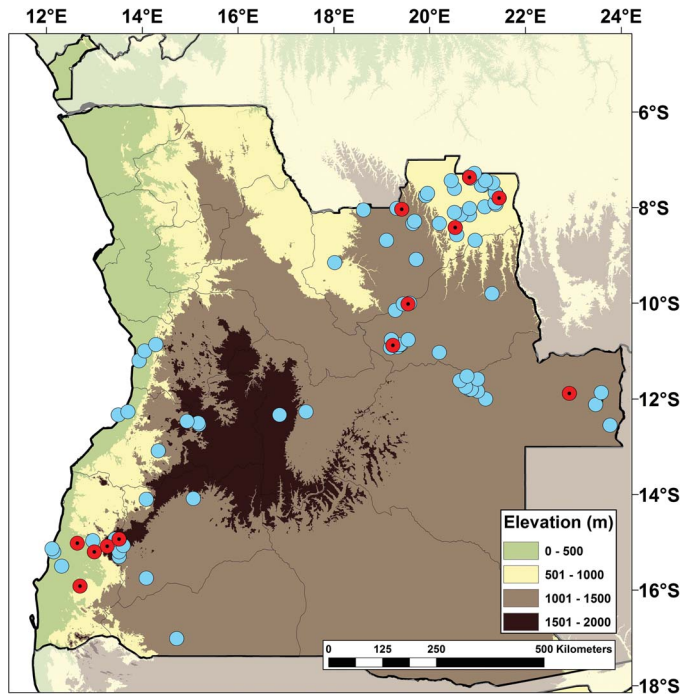 12°E 14°E 16°E 18°E 20°E 22°E 24°E
6°S
8°S
10°S
12°S
14°S
16°S
18°S
Elevation (m)
0 - 500
501 - 1000
1001 - 1500
1501 - 2000
0 125 250 500 Kilometers